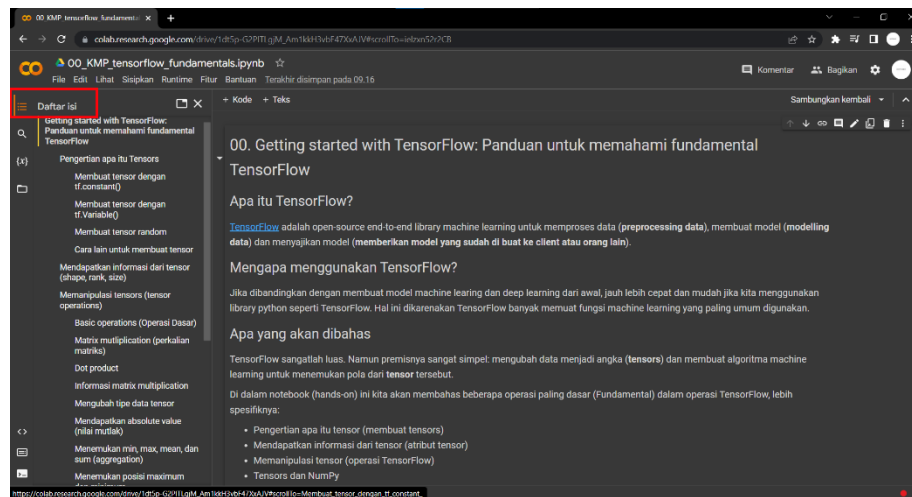 00_KMP_tensorflow_fundamenta
colab.research.google.com/drive/
00_KMP_tensorflow_fundamentals.ipynb
File Edit Lihat Sisipkan Runtime Fitur Bantuan Terakhir disimpan pada 09.16
Komentar Bagikan
Daftar isi
+ Kode + Teks
Sambungkan kembali
Getting started with TensorFlow:
Panduan untuk memahami fundamental
TensorFlow
Pengertian apa itu Tensors
Membuat tensor dengan
tf.constant()
Membuat tensor dengan
tf.Variable()
Membuat tensor random
Cara lain untuk membuat tensor
Mendapatkan informasi dari tensor
(shape, rank, size)
Memanipulasi tensors (tensor
operations)
Basic operations (Operasi Dasar)
Matrix mutliplication (perkalian
matriks)
Dot product
Informasi matrix multiplication
Mengubah tipe data tensor
Mendapatkan absolute value
(nilai mutlak)
Menemukan min, max, mean, dan
sum (aggregation)
Menemukan posisi maximum
00. Getting started with TensorFlow: Panduan untuk memahami fundamental
TensorFlow
Apa itu TensorFlow?
TensorFlow adalah open-source end-to-end library machine learning untuk memproses data (preprocessing data), membuat model (modelling
data) dan menyajikan model (memberikan model yang sudah di buat ke client atau orang lain).
Mengapa menggunakan TensorFlow?
Jika dibandingkan dengan membuat model machine learing dan deep learning dari awal, jauh lebih cepat dan mudah jika kita menggunakan
library python seperti TensorFlow. Hal ini dikarenakan TensorFlow banyak memuat fungsi machine learning yang paling umum digunakan.
Apa yang akan dibahas
TensorFlow sangatlah luas. Namun premisnya sangat simpel: mengubah data menjadi angka (tensors) dan membuat algoritma machine
learning untuk menemukan pola dari tensor tersebut.
Di dalam notebook (hands-on) ini kita akan membahas beberapa operasi paling dasar (Fundamental) dalam operasi TensorFlow, lebih
spesifiknya:
• Pengertian apa itu tensor (membuat tensors)
• Mendapatkan informasi dari tensor (atribut tensor)
• Memanipulasi tensor (operasi TensorFlow)
• Tensors dan NumPy